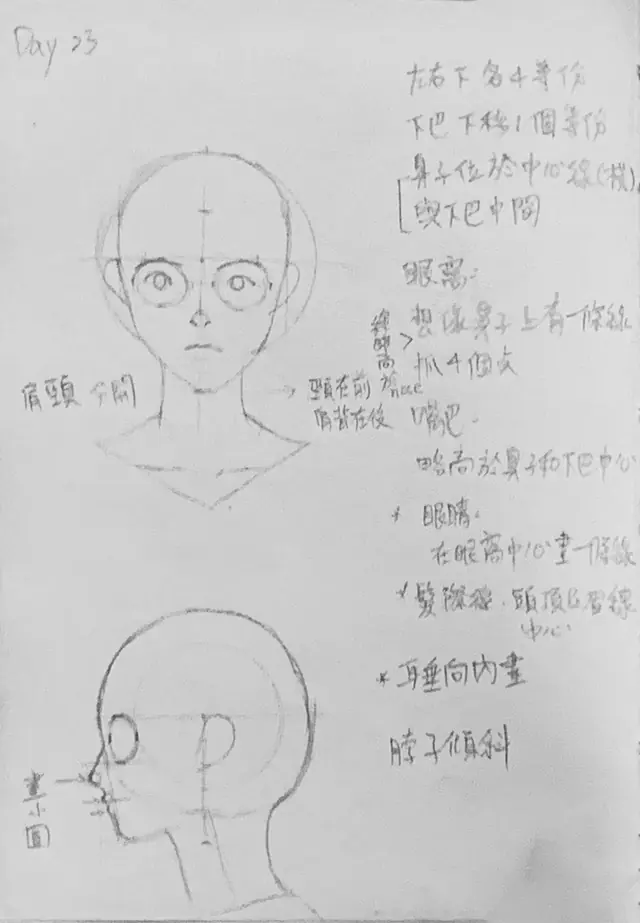 Day 23
左右下各4等份
下巴下移1個等份
鼻子位於中心線(橫)
與下巴中間
眼窩:
想像鼻子上有一條線
抓4個点
嘴巴.
略高於鼻子和下巴中心
* 眼睛.
在眼窩中心畫一條線
* 髮際線. 頭頂&眉線
中心
* 耳垂向內畫
脖子傾斜
肩頭 分開
頸在前
肩背在後
畫小圓